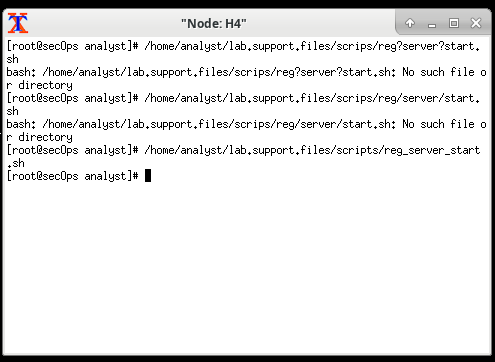 "Node: H4"
[root@secOps analyst]# /home/analyst/lab.support.files/scrips/reg?server?start.
sh
bash: /home/analyst/lab.support.files/scrips/reg?server?start.sh: No such file o
r directory
[root@secOps analyst]# /home/analyst/lab.support.files/scrips/reg/server/start.
sh
bash: /home/analyst/lab.support.files/scrips/reg/server/start.sh: No such file o
r directory
[root@secOps analyst]# /home/analyst/lab.support.files/scripts/reg_server_start
.sh
[root@secOps analyst]#